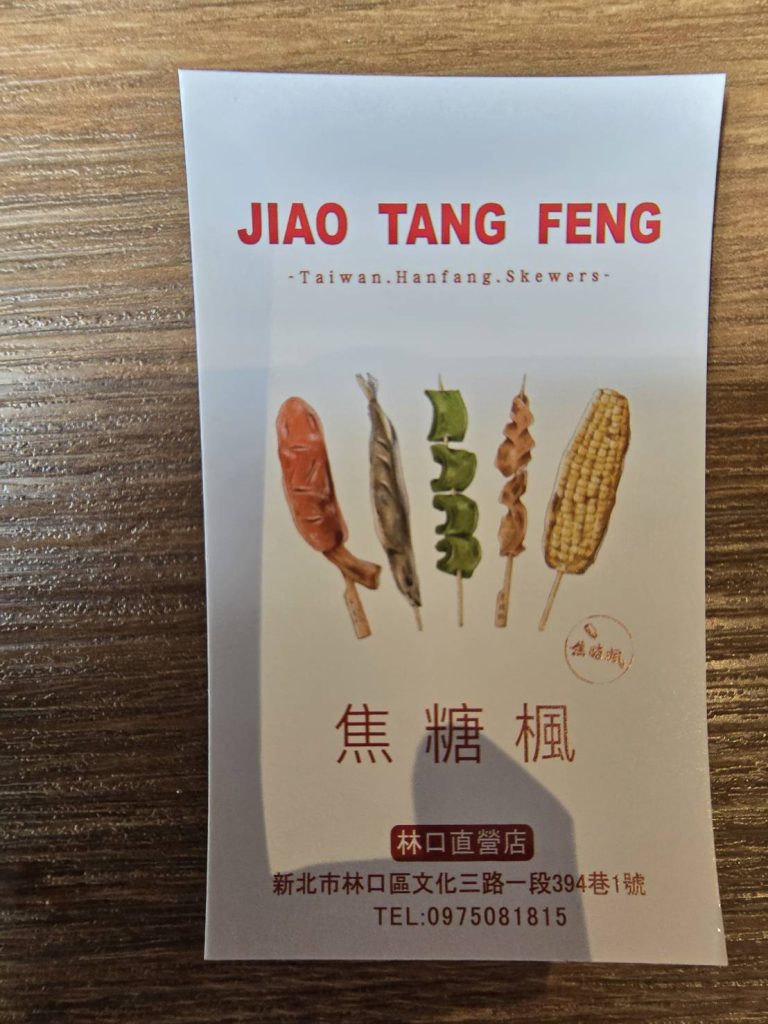 JIAO TANG FENG
-Taiwan.Hanfang.Skewers-
焦糖楓
焦糖楓
林口直營店
新北市林口區文化三路一段394巷1號
TEL:0975081815